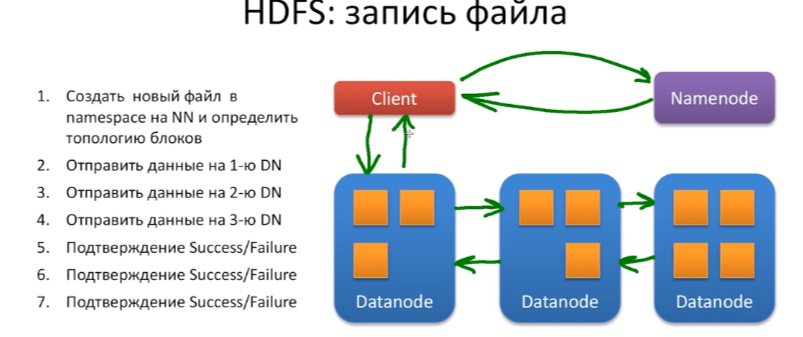 HDFS: запись файла
1. Создать новый файл в
namespace на NN и определить
топологию блоков
2. Отправить данные на 1-ю DN
3. Отправить данные на 2-ю DN
4. Отправить данные на 3-ю DN
5. Подтверждение Success/Failure
6. Подтверждение Success/Failure
7. Подтверждение Success/Failure
Client
Namenode
Datanode
Datanode
Datanode